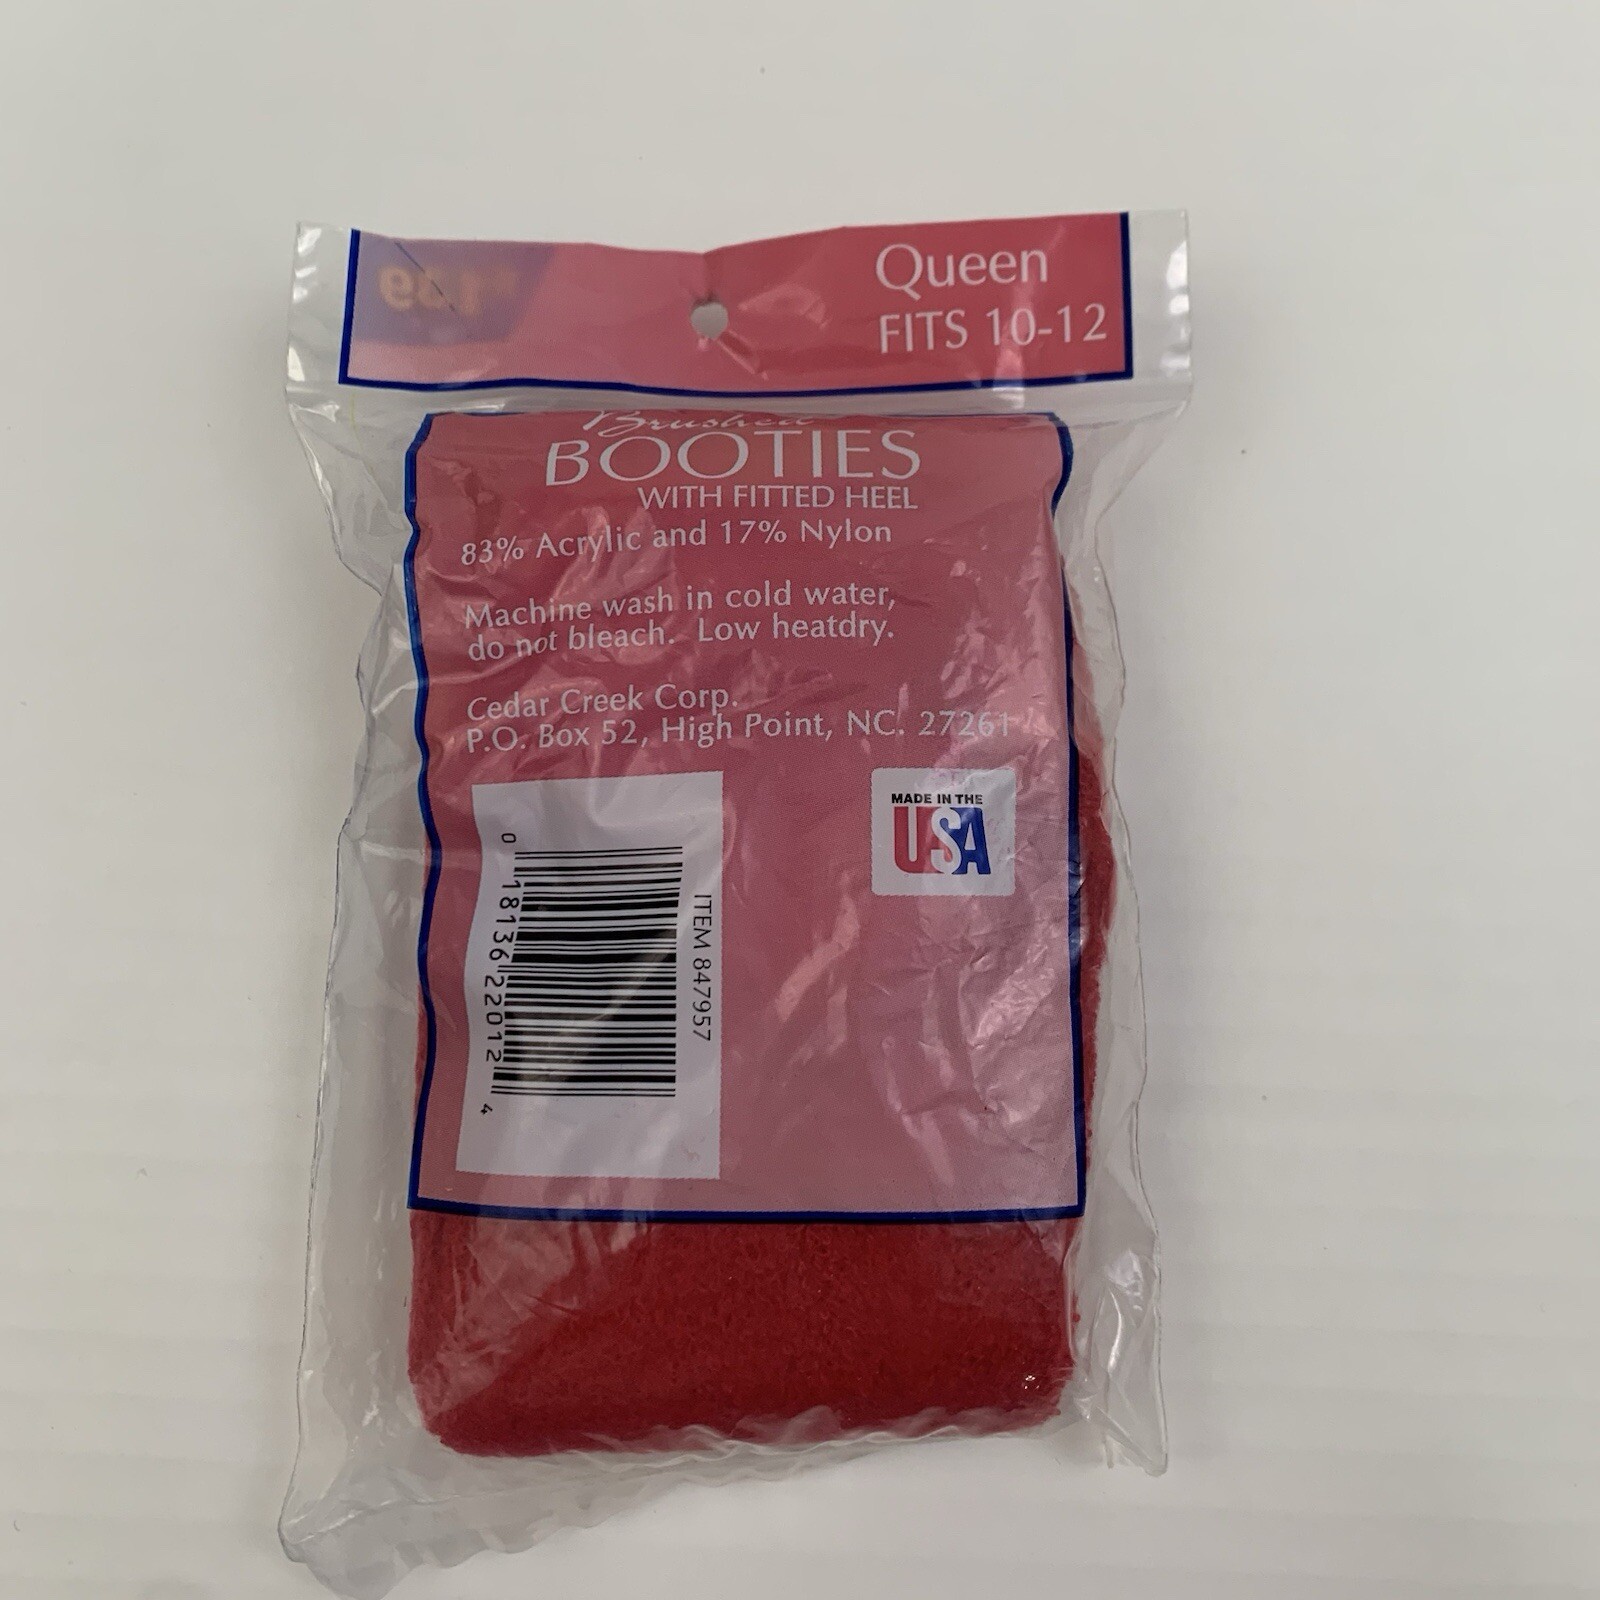 Queen
FITS 10-12
Brushed
BOOTIES
WITH FITTED HEEL
83% Acrylic and 17% Nylon
Machine wash in cold water,
do not bleach. Low heatdry.
Cedar Creek Corp.
P.O. Box 52, High Point, NC. 27261
MADE IN THE
USA
ITEM 847957
0 18136 22012 4